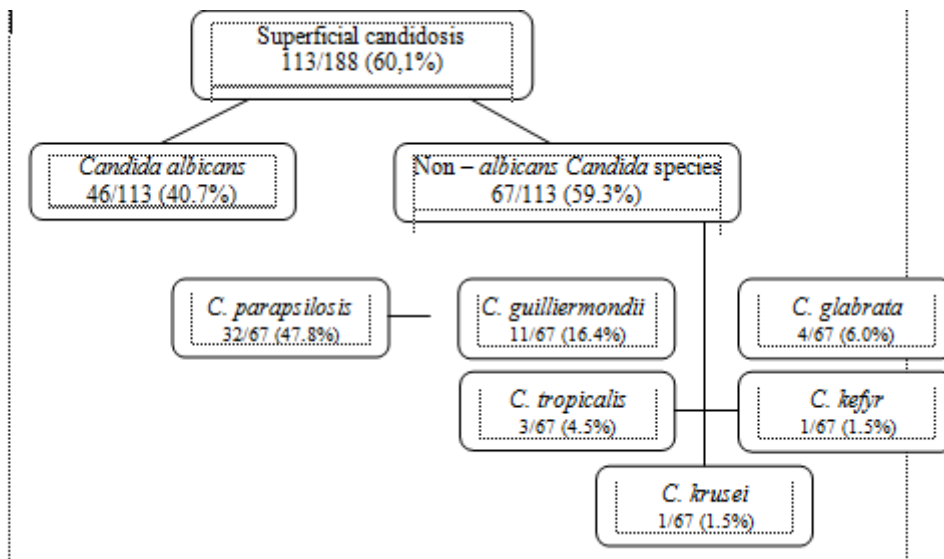 Superficial candidosis
113/188 (60,1%)
Candida albicans
46/113 (40.7%)
Non – albicans Candida species
67/113 (59.3%)
C. parapsilosis
32/67 (47.8%)
C. guilliermondii
11/67 (16.4%)
C. glabrata
4/67 (6.0%)
C. tropicalis
3/67 (4.5%)
C. kefyr
1/67 (1.5%)
C. krusei
1/67 (1.5%)